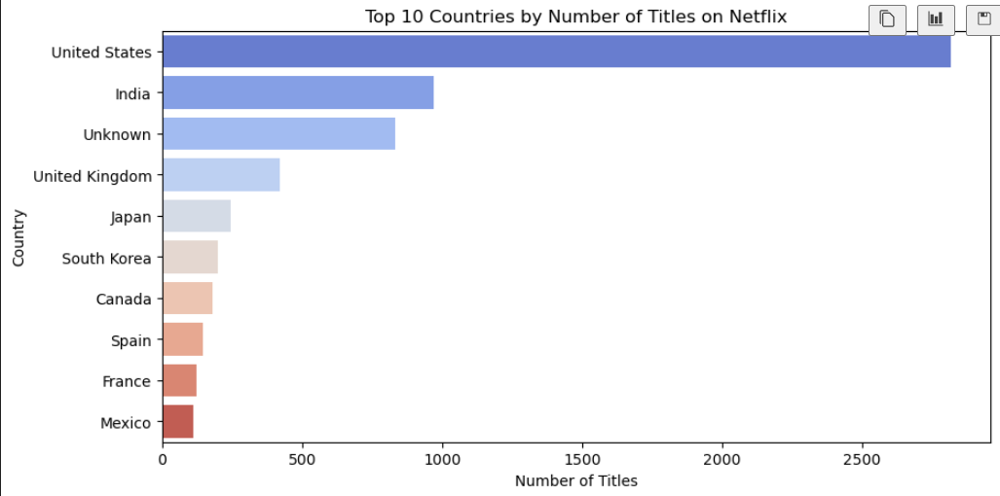 Top 10 Countries by Number of Titles on Netflix
United States
India
Unknown
United Kingdom
Japan
South Korea
Canada
Spain
France
Mexico
Country
0 500 1000 1500 2000 2500
Number of Titles